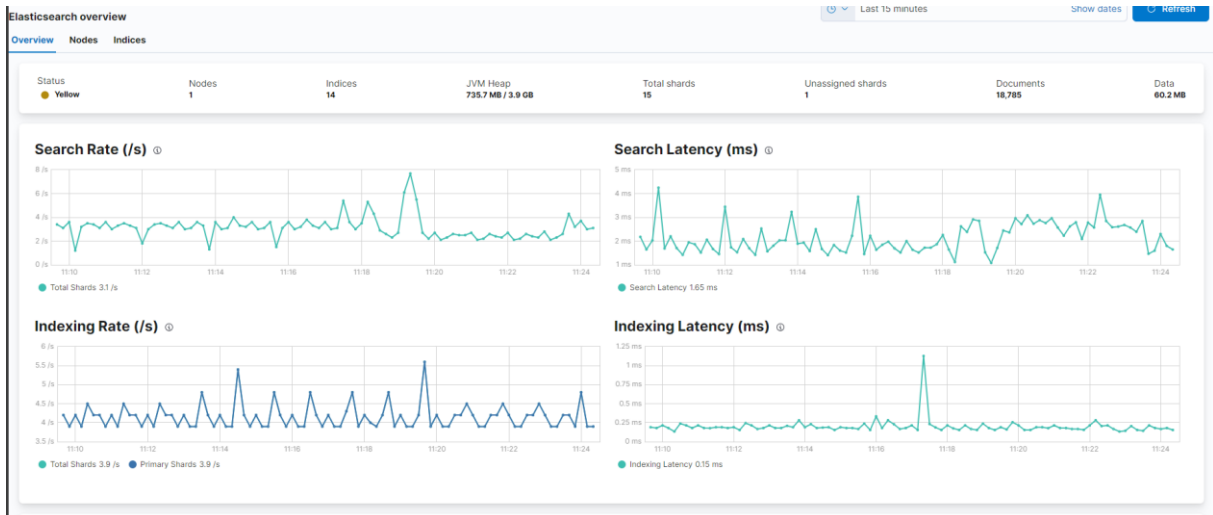 Elasticsearch overview
Last 15 minutes
Show dates
Refresh
Overview Nodes Indices
Status
Yellow
Nodes
1
Indices
14
JVM Heap
735.7 MB / 3.9 GB
Total shards
15
Unassigned shards
1
Documents
18,785
Data
60.2 MB
Search Rate (/s)
8 /s
6 /s
4 /s
2 /s
0 /s
11:10 11:12 11:14 11:16 11:18 11:20 11:22 11:24
Total Shards 3.1 /s
Search Latency (ms)
5 ms
4 ms
3 ms
2 ms
1 ms
11:10 11:12 11:14 11:16 11:18 11:20 11:22 11:24
Search Latency 1.65 ms
Indexing Rate (/s)
6 /s
5.5 /s
5 /s
4.5 /s
4 /s
3.5 /s
11:10 11:12 11:14 11:16 11:18 11:20 11:22 11:24
Total Shards 3.9 /s Primary Shards 3.9 /s
Indexing Latency (ms)
1.25 ms
1 ms
0.75 ms
0.5 ms
0.25 ms
0 ms
11:10 11:12 11:14 11:16 11:18 11:20 11:22 11:24
Indexing Latency 0.15 ms